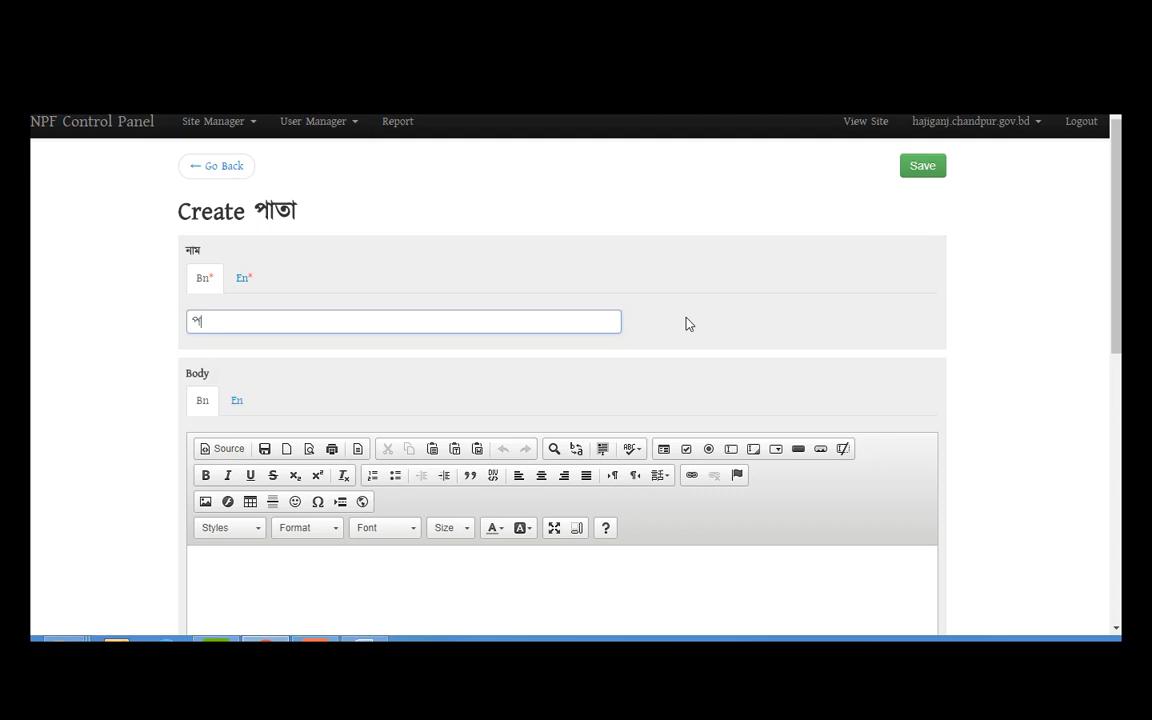 NPF Control Panel Site Manager User Manager Report View Site hajiganj.chandpur.gov.bd Logout
← Go Back Save
Create পাতা
নাম
Bn* En*
প
Body
Bn En
Source
B I U S x₂ x² Tx
Styles Format Font Size A A ?